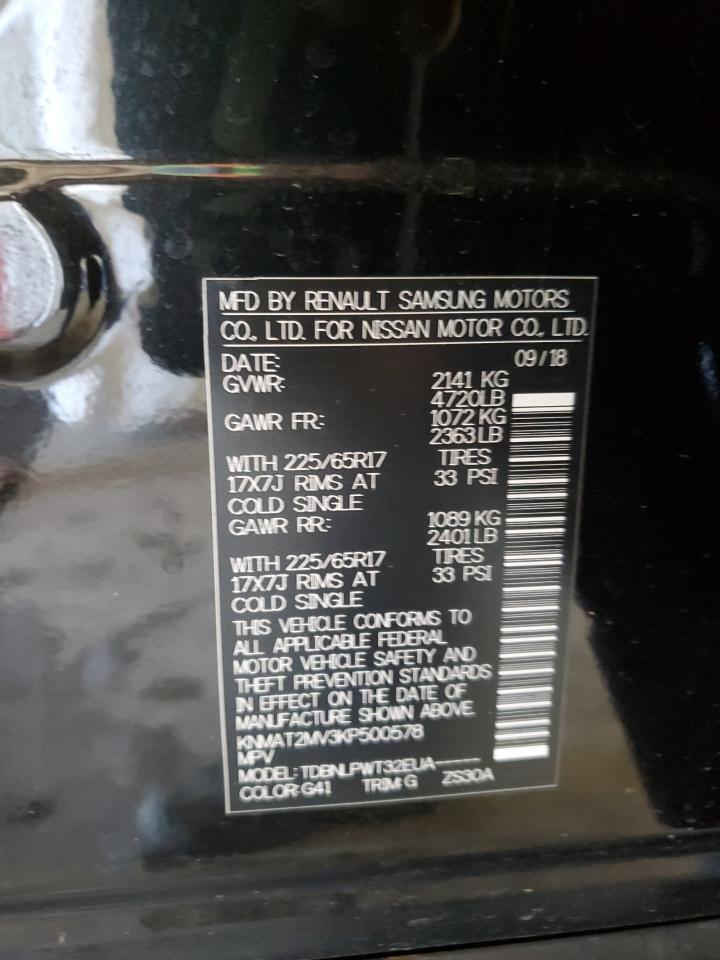 MFD BY RENAULT SAMSUNG MOTORS
CO., LTD. FOR NISSAN MOTOR CO., LTD.
DATE: 09/18
GVWR: 2141 KG
4720LB
GAWR FR: 1072 KG
2363LB
WITH 225/65R17 TIRES
17X7J RIMS AT 33 PSI
COLD SINGLE
GAWR RR: 1089 KG
2401LB
WITH 225/65R17 TIRES
17X7J RIMS AT 33 PSI
COLD SINGLE
THIS VEHICLE CONFORMS TO
ALL APPLICABLE FEDERAL
MOTOR VEHICLE SAFETY AND
THEFT PREVENTION STANDARDS
IN EFFECT ON THE DATE OF
MANUFACTURE SHOWN ABOVE.
KNMAT2MV3KP500578
MPV
MODEL: TDBNLPWT32EUA-----
COLOR:G41 TRIM:G ZS30A